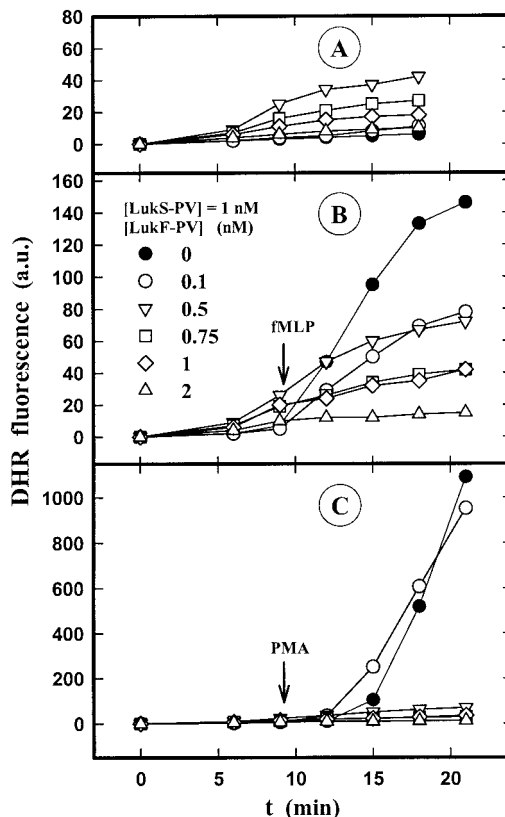 80
60
40
20
0
A
160
140
120
100
80
60
40
20
0
[LukS-PV] = 1 nM
[LukF-PV] (nM)
0
0.1
0.5
0.75
1
2
B
fMLP
DHR fluorescence (a.u.)
1000
800
600
400
200
0
C
PMA
0 5 10 15 20
t (min)